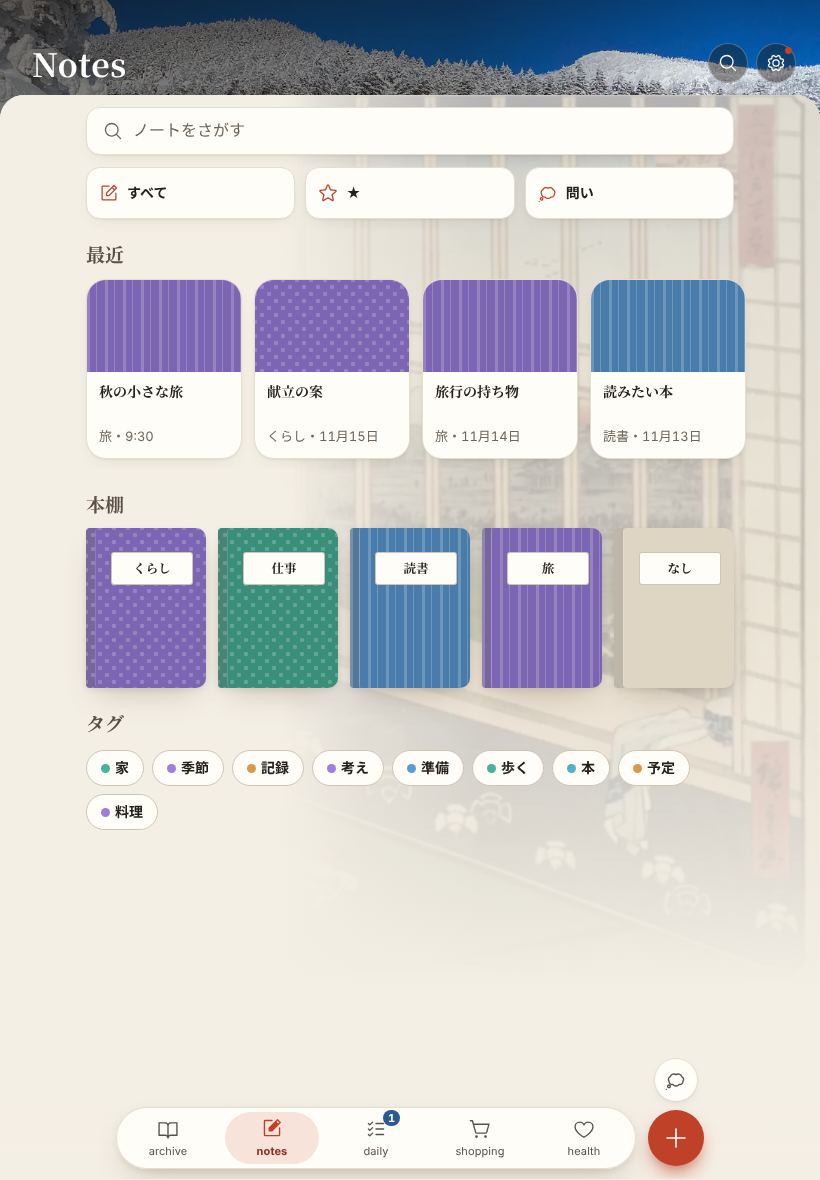 Notes
ノートをさがす
すべて
★
問い
最近
秋の小さな旅
旅・9:30
献立の案
くらし・11月15日
旅行の持ち物
旅・11月14日
読みたい本
読書・11月13日
本棚
くらし
仕事
読書
旅
なし
タグ
家
季節
記録
考え
準備
歩く
本
予定
料理
archive
notes
1
daily
shopping
health